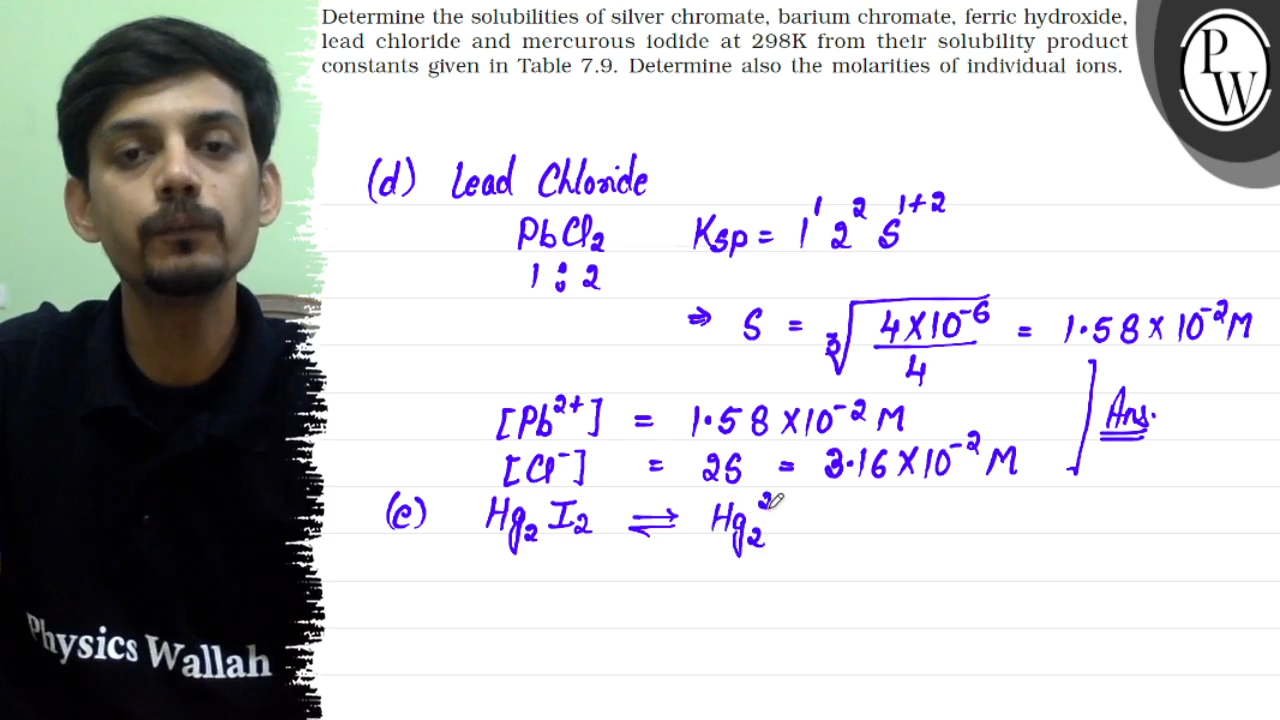 Determine the solubilities of silver chromate, barium chromate, ferric hydroxide,
lead chloride and mercurous iodide at 298K from their solubility product
constants given in Table 7.9. Determine also the molarities of individual ions.
P
W
(d) Lead Chloride
PbCl₂ Ksp = 1¹ 2² S¹⁺²
1 : 2
⇒ S = ∛(4×10⁻⁶/4) = 1.58 × 10⁻² M
[Pb²⁺] = 1.58 × 10⁻² M
Ans.
[Cl⁻] = 2S = 3.16 × 10⁻² M
(e) Hg₂I₂ ⇌ Hg₂²
Physics Wallah